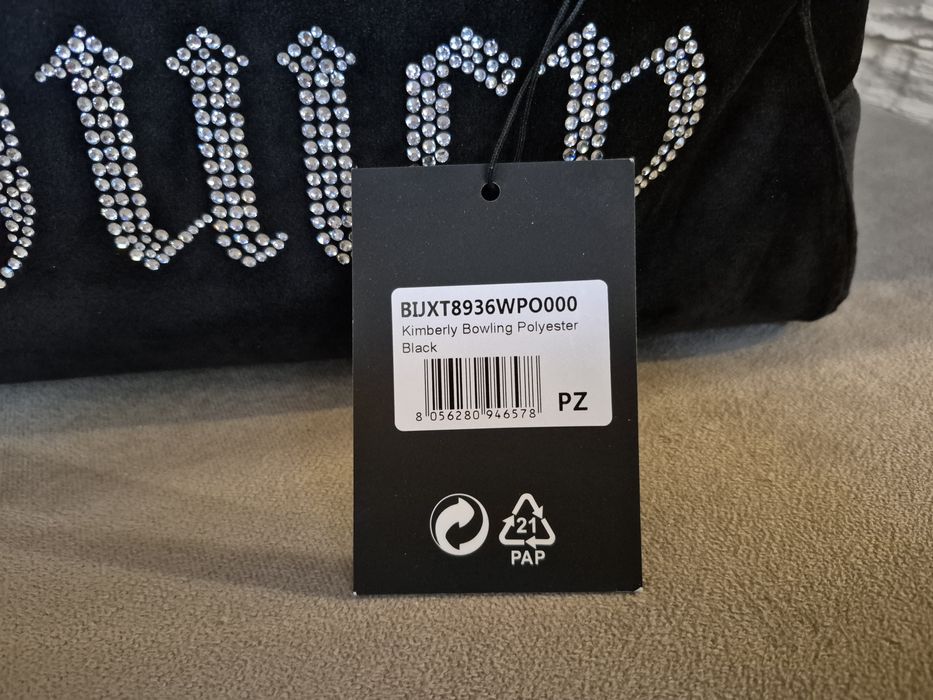 BIJXT8936WPO000
Kimberly Bowling Polyester
Black
8 056280 946578
PZ
21
PAP